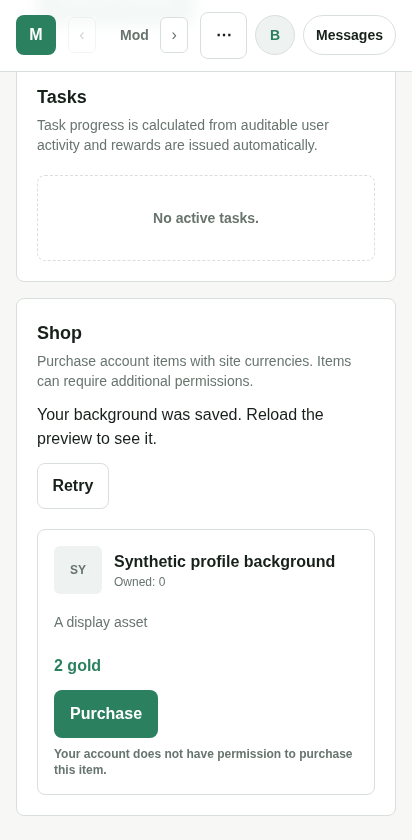 M
‹
Mod
›
...
B
Messages
Tasks
Task progress is calculated from auditable user
activity and rewards are issued automatically.
No active tasks.
Shop
Purchase account items with site currencies. Items
can require additional permissions.
Your background was saved. Reload the
preview to see it.
Retry
SY
Synthetic profile background
Owned: 0
A display asset
2 gold
Purchase
Your account does not have permission to purchase
this item.